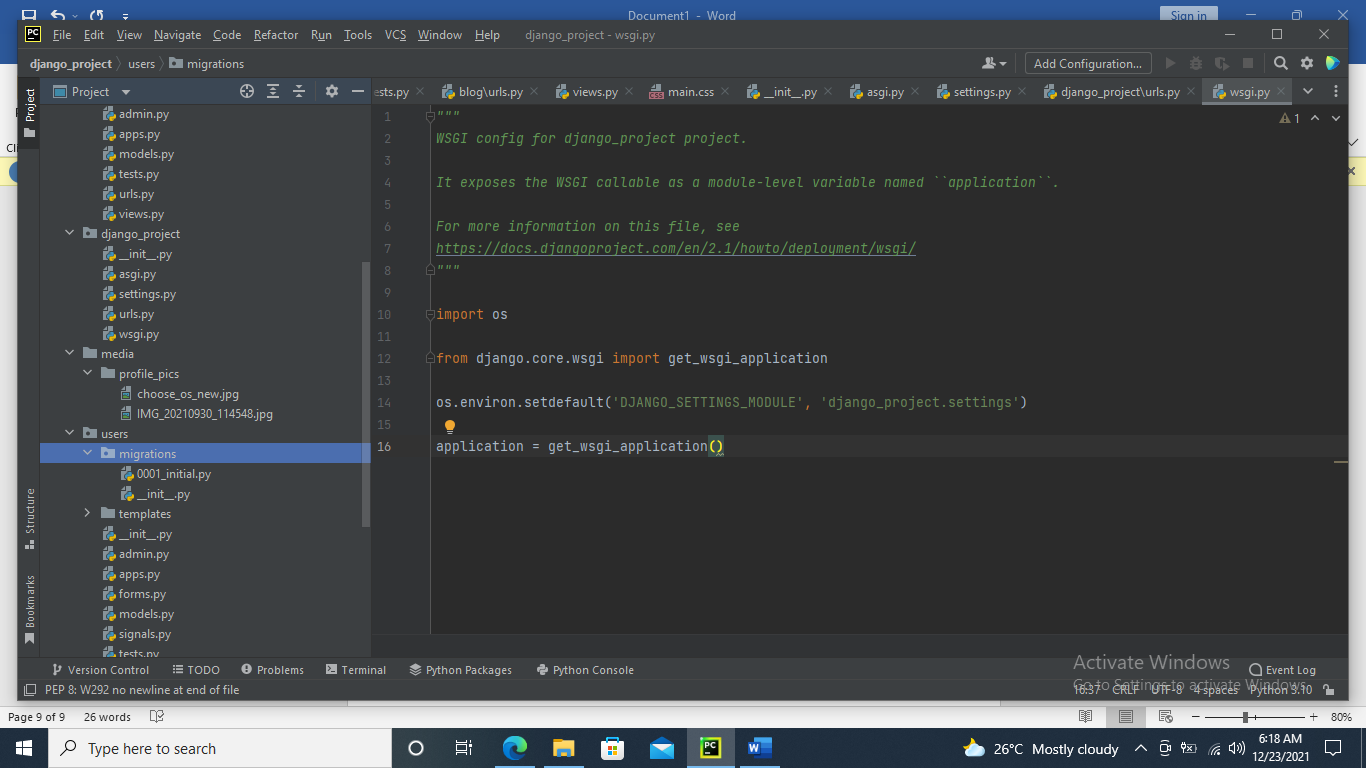 Document1 - Word
Sign in
PC File Edit View Navigate Code Refactor Run Tools VCS Window Help django_project - wsgi.py
django_project users migrations
Add Configuration...
Project
Project
ests.py blog\urls.py views.py main.css __init__.py asgi.py settings.py django_project\urls.py wsgi.py
admin.py
apps.py
models.py
tests.py
urls.py
views.py
django_project
__init__.py
asgi.py
settings.py
urls.py
wsgi.py
media
profile_pics
choose_os_new.jpg
IMG_20210930_114548.jpg
users
migrations
0001_initial.py
__init__.py
templates
__init__.py
admin.py
apps.py
forms.py
models.py
signals.py
tests.py
Structure
Bookmarks
1 """
2 WSGI config for django_project project.
3
4 It exposes the WSGI callable as a module-level variable named ``application``.
5
6 For more information on this file, see
7 https://docs.djangoproject.com/en/2.1/howto/deployment/wsgi/
8 """
9
10 import os
11
12 from django.core.wsgi import get_wsgi_application
13
14 os.environ.setdefault('DJANGO_SETTINGS_MODULE', 'django_project.settings')
15
16 application = get_wsgi_application()
1
Version Control TODO Problems Terminal Python Packages Python Console Event Log
Activate Windows
Go to Settings to activate Windows.
PEP 8: W292 no newline at end of file
16:37 CRLF UTF-8 4 spaces Python 3.10
Page 9 of 9 26 words
80%
Type here to search
26°C Mostly cloudy
6:18 AM
12/23/2021